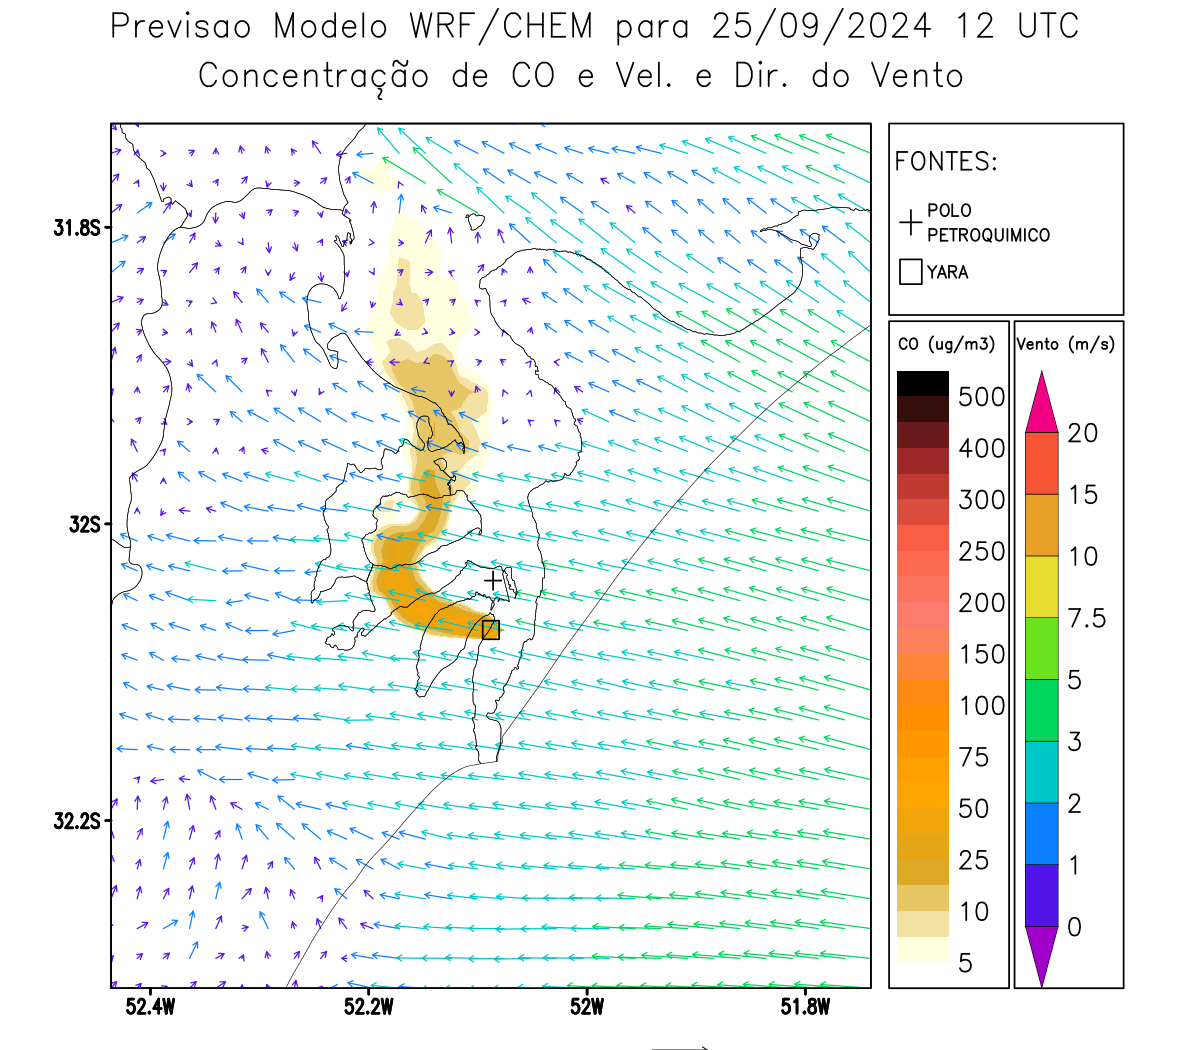 Previsao Modelo WRF/CHEM para 25/09/2024 12 UTC
Concentração de CO e Vel. e Dir. do Vento
FONTES:
POLO
PETROQUIMICO
YARA
CO (ug/m3)
500
400
300
250
200
150
100
75
50
25
10
5
Vento (m/s)
20
15
10
7.5
5
3
2
1
0
31.8S
32S
32.2S
52.4W
52.2W
52W
51.8W